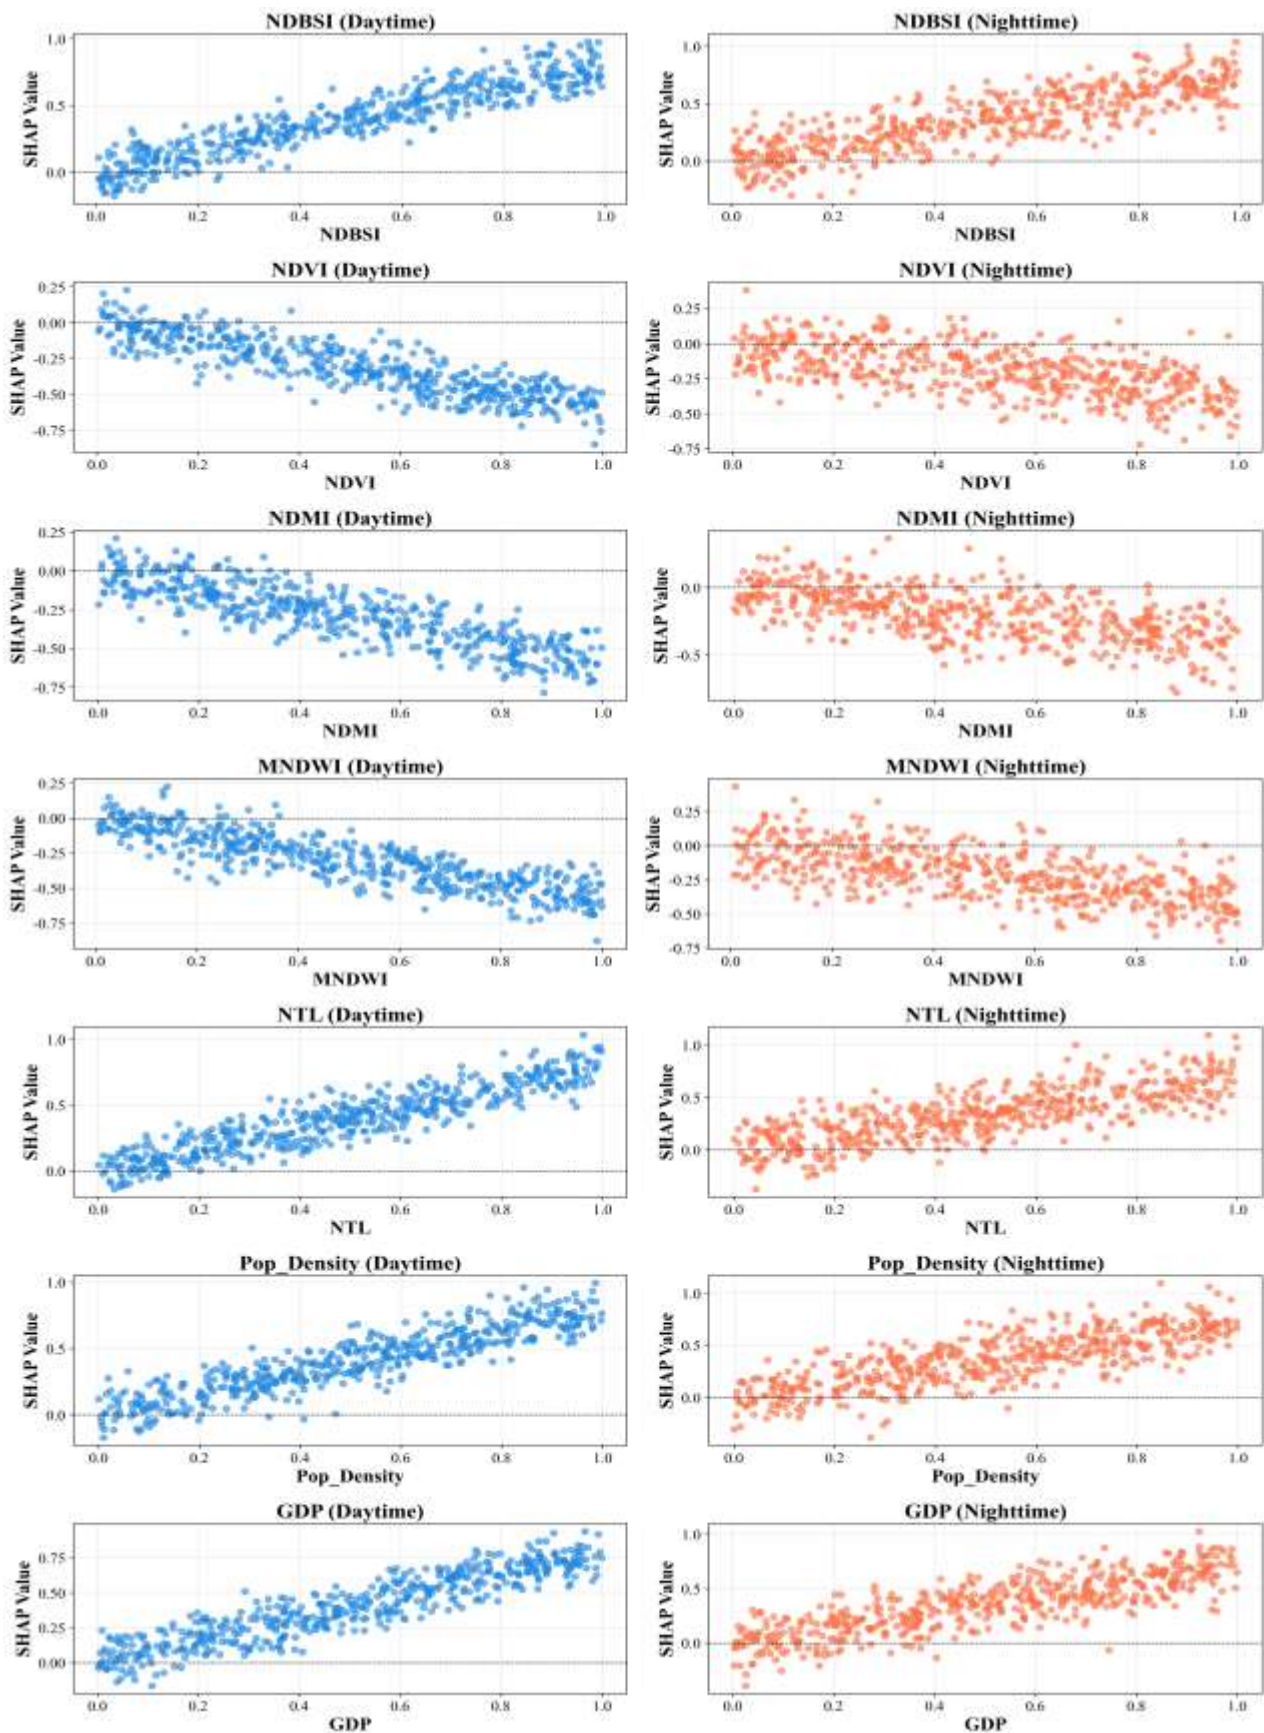 NDBSI (Daytime)
1.0
0.5
0.0
SHAP Value
0.0 0.2 0.4 0.6 0.8 1.0
NDBSI
NDBSI (Nighttime)
1.0
0.5
0.0
SHAP Value
0.0 0.2 0.4 0.6 0.8 1.0
NDBSI
NDVI (Daytime)
0.25
0.00
-0.25
-0.50
-0.75
SHAP Value
0.0 0.2 0.4 0.6 0.8 1.0
NDVI
NDVI (Nighttime)
0.25
0.00
-0.25
-0.50
-0.75
SHAP Value
0.0 0.2 0.4 0.6 0.8 1.0
NDVI
NDMI (Daytime)
0.25
0.00
-0.25
-0.50
-0.75
SHAP Value
0.0 0.2 0.4 0.6 0.8 1.0
NDMI
NDMI (Nighttime)
0.0
-0.5
SHAP Value
0.0 0.2 0.4 0.6 0.8 1.0
NDMI
MNDWI (Daytime)
0.25
0.00
-0.25
-0.50
-0.75
SHAP Value
0.0 0.2 0.4 0.6 0.8 1.0
MNDWI
MNDWI (Nighttime)
0.25
0.00
-0.25
-0.50
-0.75
SHAP Value
0.0 0.2 0.4 0.6 0.8 1.0
MNDWI
NTL (Daytime)
1.0
0.5
0.0
SHAP Value
0.0 0.2 0.4 0.6 0.8 1.0
NTL
NTL (Nighttime)
1.0
0.5
0.0
SHAP Value
0.0 0.2 0.4 0.6 0.8 1.0
NTL
Pop_Density (Daytime)
1.0
0.5
0.0
SHAP Value
0.0 0.2 0.4 0.6 0.8 1.0
Pop_Density
Pop_Density (Nighttime)
1.0
0.5
0.0
SHAP Value
0.0 0.2 0.4 0.6 0.8 1.0
Pop_Density
GDP (Daytime)
0.75
0.50
0.25
0.00
SHAP Value
0.0 0.2 0.4 0.6 0.8 1.0
GDP
GDP (Nighttime)
1.0
0.5
0.0
SHAP Value
0.0 0.2 0.4 0.6 0.8 1.0
GDP